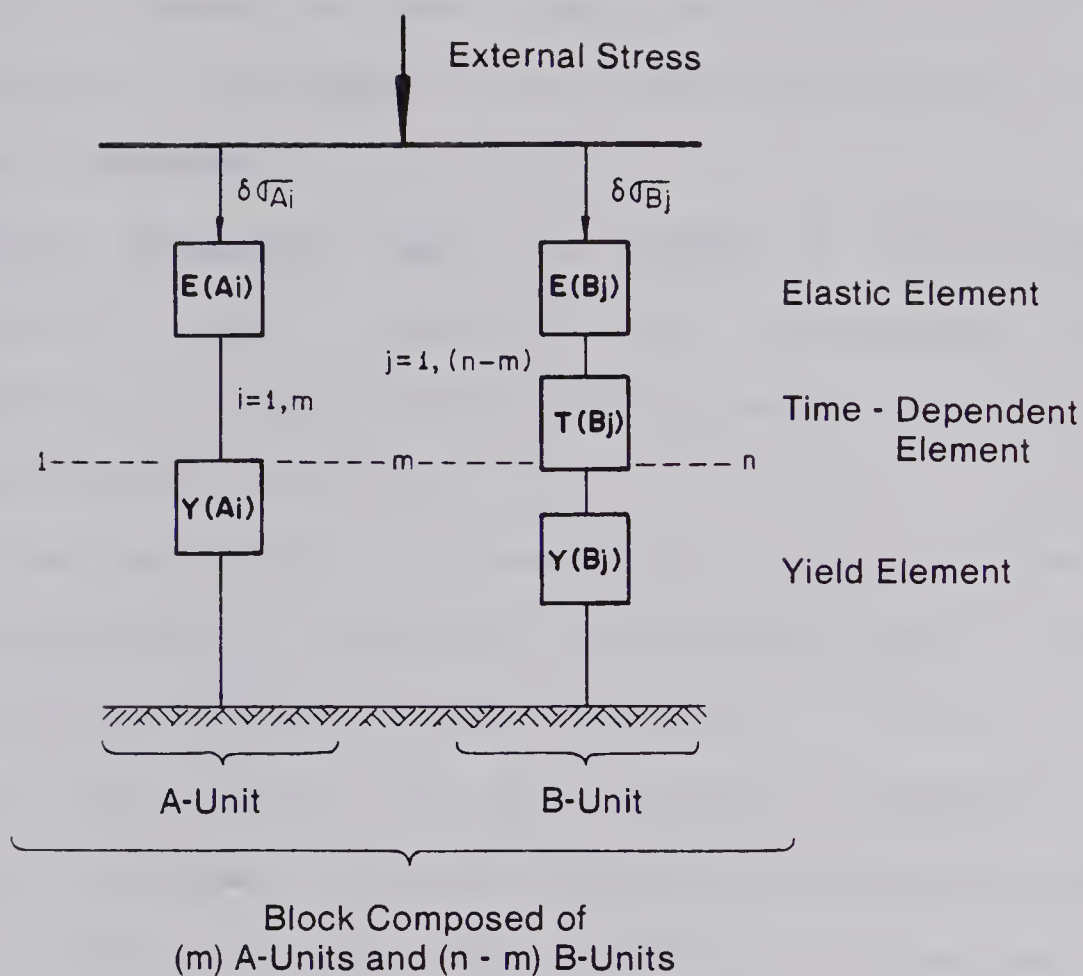 External Stress
δσAi
δσBj
E(Ai)
E(Bj)
Elastic Element
j=1, (n-m)
i=1,m
T(Bj)
Time - Dependent
Element
1
m
n
Y(Ai)
Y(Bj)
Yield Element
A-Unit
B-Unit
Block Composed of
(m) A-Units and (n - m) B-Units